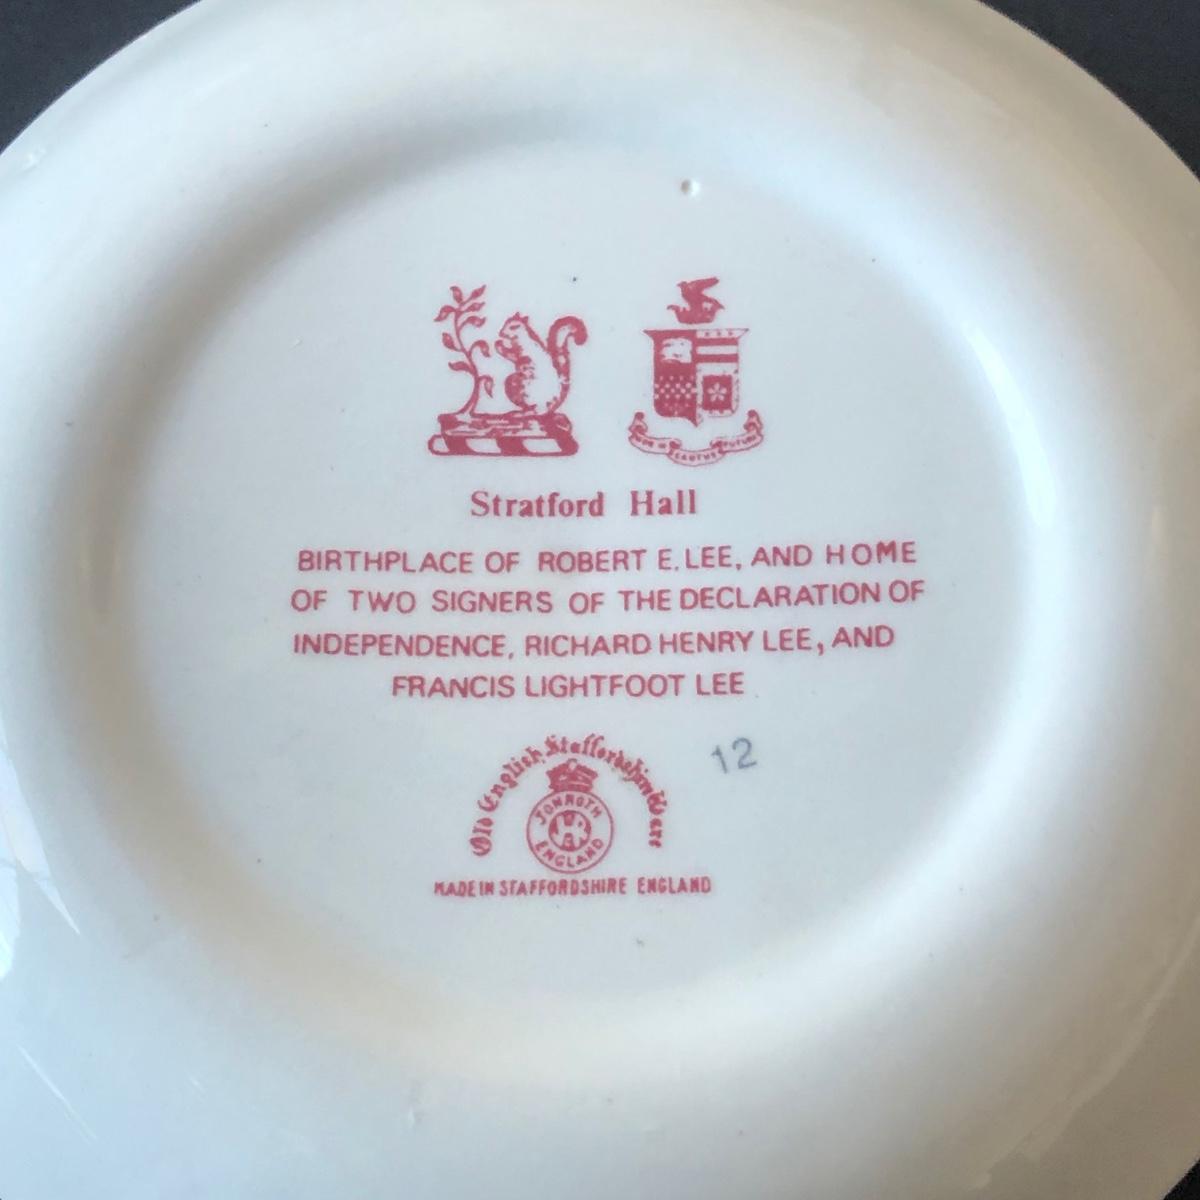 Stratford Hall
BIRTHPLACE OF ROBERT E. LEE, AND HOME
OF TWO SIGNERS OF THE DECLARATION OF
INDEPENDENCE, RICHARD HENRY LEE, AND
FRANCIS LIGHTFOOT LEE
12
Old English Staffordshire Ware
JONROTH
ENGLAND
MADE IN STAFFORDSHIRE ENGLAND